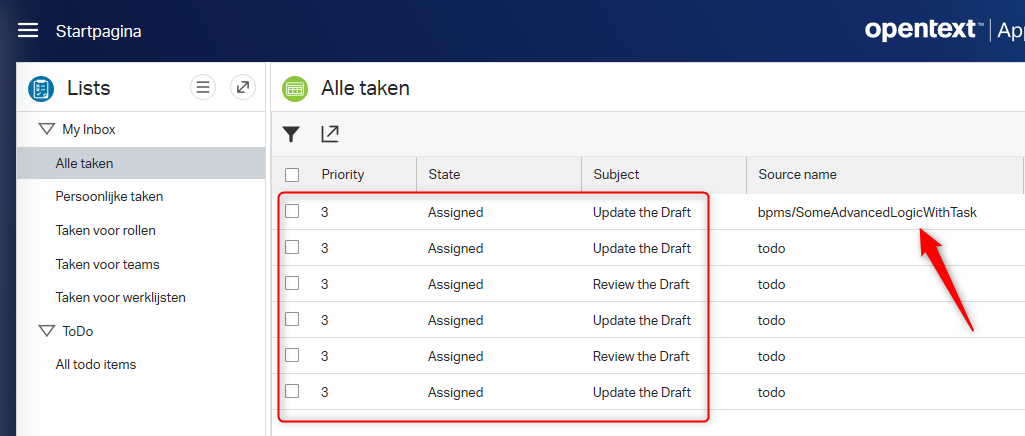 Startpagina
opentext™ | App
Lists
My Inbox
Alle taken
Persoonlijke taken
Taken voor rollen
Taken voor teams
Taken voor werklijsten
ToDo
All todo items
Alle taken
Priority State Subject Source name
3 Assigned Update the Draft bpms/SomeAdvancedLogicWithTask
3 Assigned Update the Draft todo
3 Assigned Review the Draft todo
3 Assigned Update the Draft todo
3 Assigned Review the Draft todo
3 Assigned Update the Draft todo